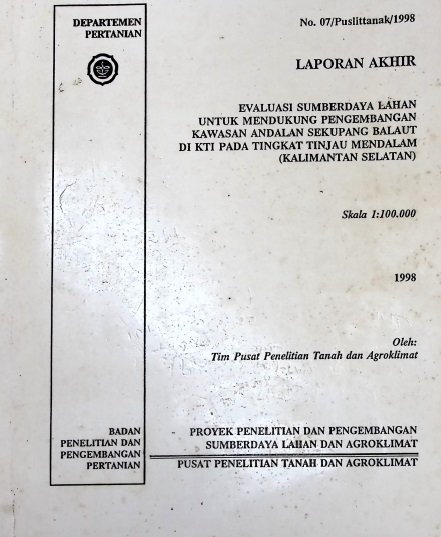 DEPARTEMEN
PERTANIAN
No. 07/Puslittanak/1998
LAPORAN AKHIR
EVALUASI SUMBERDAYA LAHAN
UNTUK MENDUKUNG PENGEMBANGAN
KAWASAN ANDALAN SEKUPANG BALAUT
DI KTI PADA TINGKAT TINJAU MENDALAM
(KALIMANTAN SELATAN)
Skala 1:100.000
1998
Oleh:
Tim Pusat Penelitian Tanah dan Agroklimat
BADAN
PENELITIAN DAN
PENGEMBANGAN
PERTANIAN
PROYEK PENELITIAN DAN PENGEMBANGAN
SUMBERDAYA LAHAN DAN AGROKLIMAT
PUSAT PENELITIAN TANAH DAN AGROKLIMAT